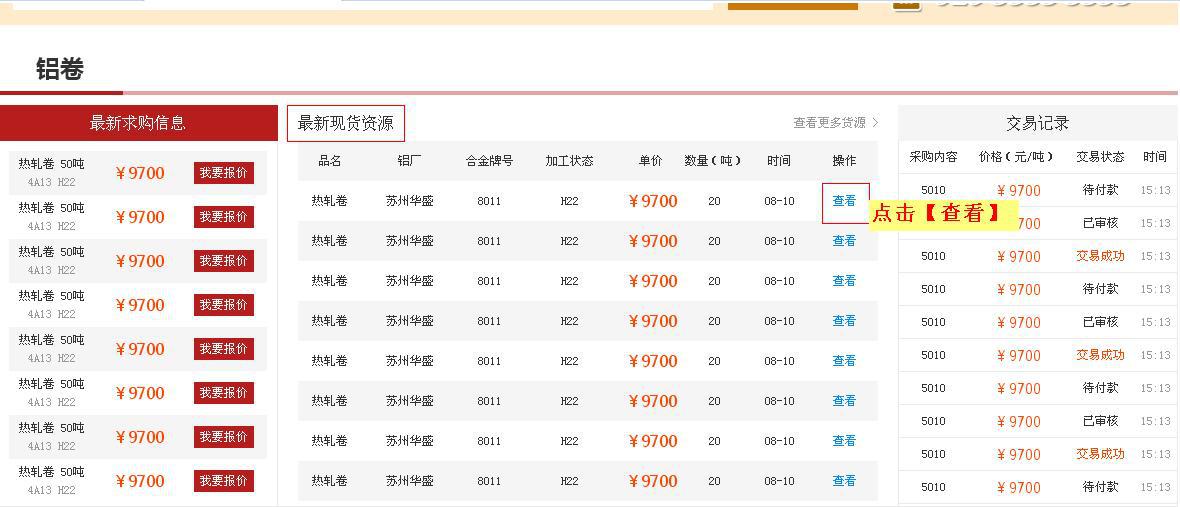 铝卷
最新求购信息
热轧卷 50吨 ￥9700 我要报价
4A13 H22
热轧卷 50吨 ￥9700 我要报价
4A13 H22
热轧卷 50吨 ￥9700 我要报价
4A13 H22
热轧卷 50吨 ￥9700 我要报价
4A13 H22
热轧卷 50吨 ￥9700 我要报价
4A13 H22
热轧卷 50吨 ￥9700 我要报价
4A13 H22
热轧卷 50吨 ￥9700 我要报价
4A13 H22
热轧卷 50吨 ￥9700 我要报价
4A13 H22
最新现货资源 查看更多货源 >
品名 铝厂 合金牌号 加工状态 单价 数量（吨） 时间 操作
热轧卷 苏州华盛 8011 H22 ￥9700 20 08-10 查看
热轧卷 苏州华盛 8011 H22 ￥9700 20 08-10 查看
热轧卷 苏州华盛 8011 H22 ￥9700 20 08-10 查看
热轧卷 苏州华盛 8011 H22 ￥9700 20 08-10 查看
热轧卷 苏州华盛 8011 H22 ￥9700 20 08-10 查看
热轧卷 苏州华盛 8011 H22 ￥9700 20 08-10 查看
热轧卷 苏州华盛 8011 H22 ￥9700 20 08-10 查看
热轧卷 苏州华盛 8011 H22 ￥9700 20 08-10 查看
点击【查看】
交易记录
采购内容 价格（元/吨） 交易状态 时间
5010 ￥9700 待付款 15:13
700 已审核 15:13
5010 ￥9700 交易成功 15:13
5010 ￥9700 待付款 15:13
5010 ￥9700 已审核 15:13
5010 ￥9700 交易成功 15:13
5010 ￥9700 待付款 15:13
5010 ￥9700 已审核 15:13
5010 ￥9700 交易成功 15:13
5010 ￥9700 待付款 15:13